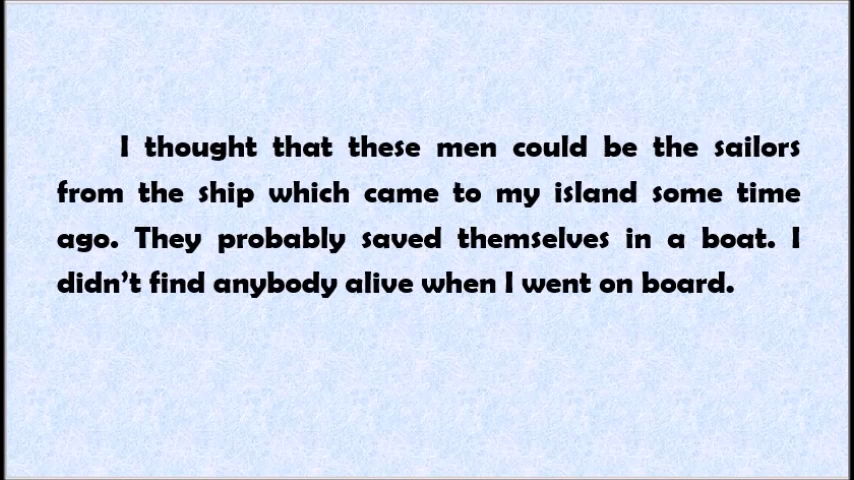 I thought that these men could be the sailors
from the ship which came to my island some time
ago. They probably saved themselves in a boat. I
didn’t find anybody alive when I went on board.